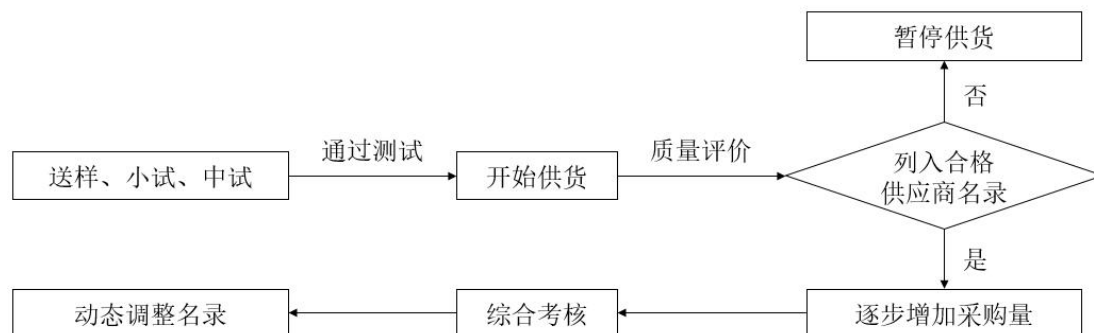 暂停供货
否
送样、小试、中试
通过测试
开始供货
质量评价
列入合格
供应商名录
是
动态调整名录
综合考核
逐步增加采购量